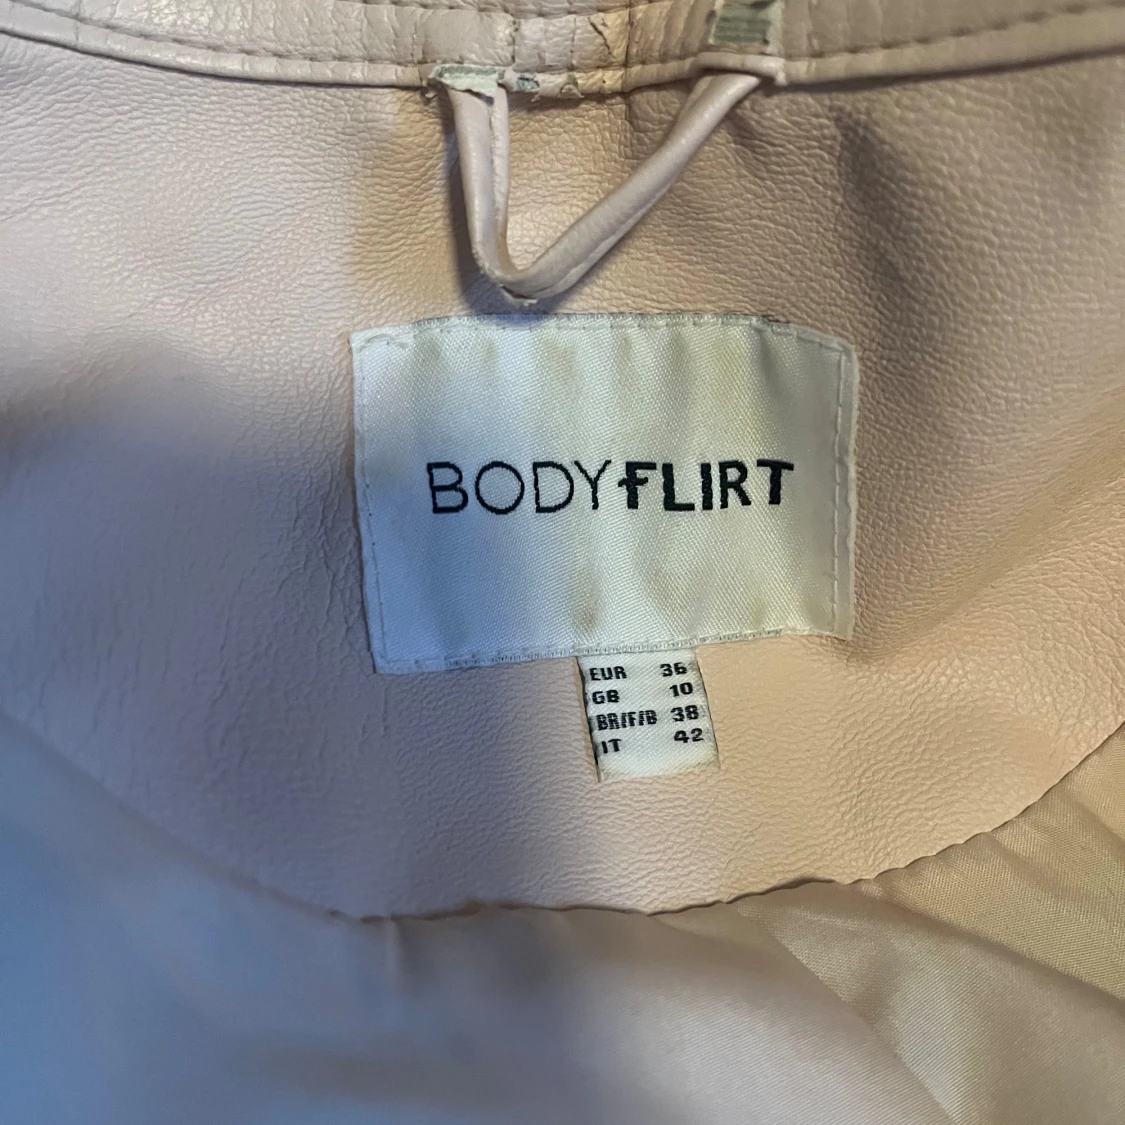 BODYFLIRT
EUR 36
GB 10
BR/F/B 38
IT 42